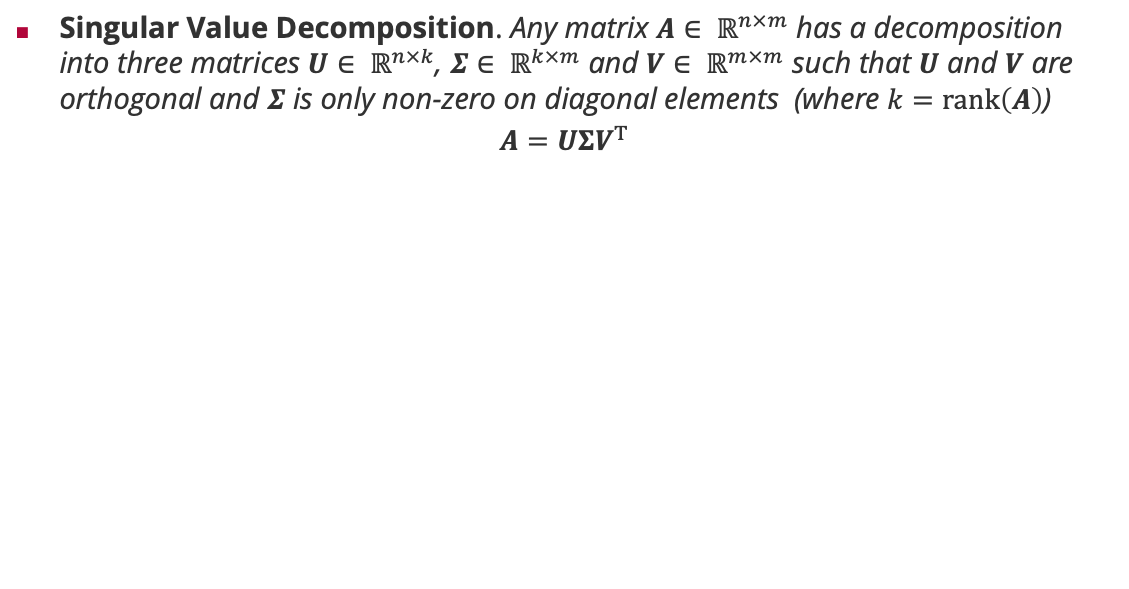 ▪ Singular Value Decomposition. Any matrix 𝑨 ∈ ℝ^{n×m} has a decomposition
into three matrices 𝑼 ∈ ℝ^{n×k}, 𝜮 ∈ ℝ^{k×m} and 𝑽 ∈ ℝ^{m×m} such that 𝑼 and 𝑽 are
orthogonal and 𝜮 is only non-zero on diagonal elements (where k = rank(𝑨))
𝑨 = 𝑼𝚺𝑽^T